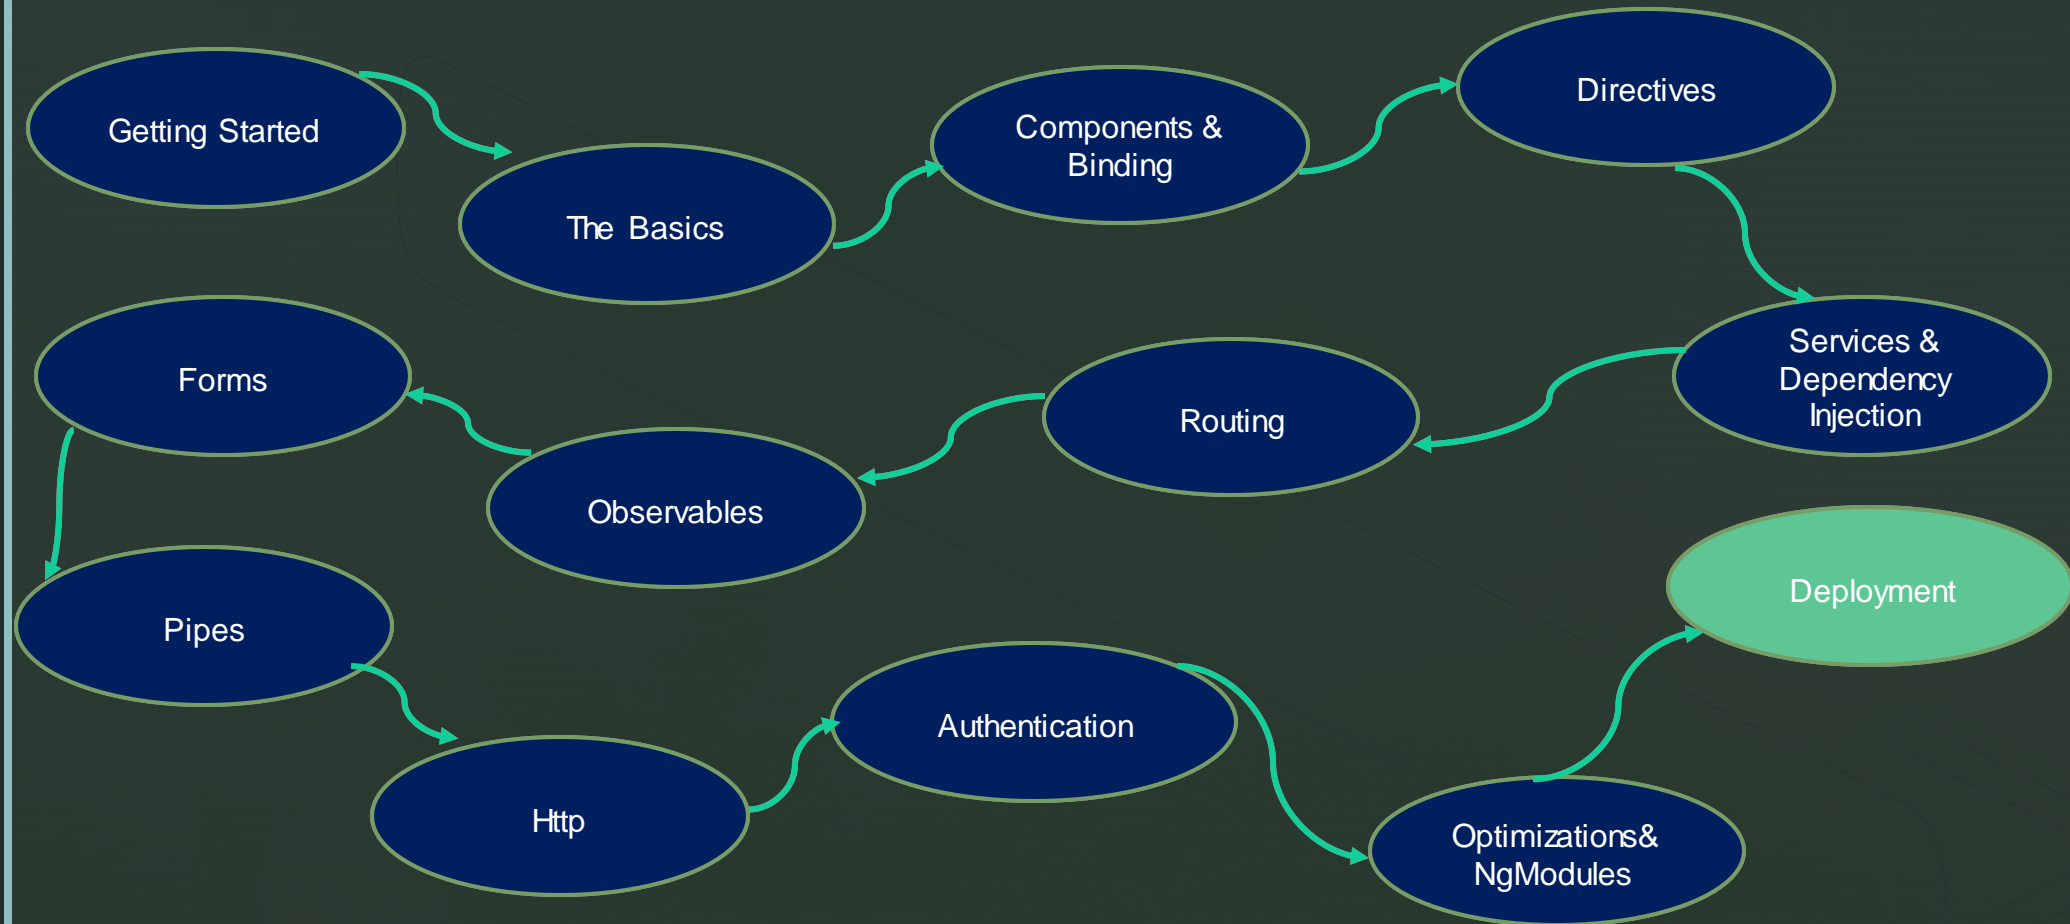 Getting Started
The Basics
Components &
Binding
Directives
Services &
Dependency
Injection
Routing
Observables
Forms
Pipes
Http
Authentication
Optimizations&
NgModules
Deployment